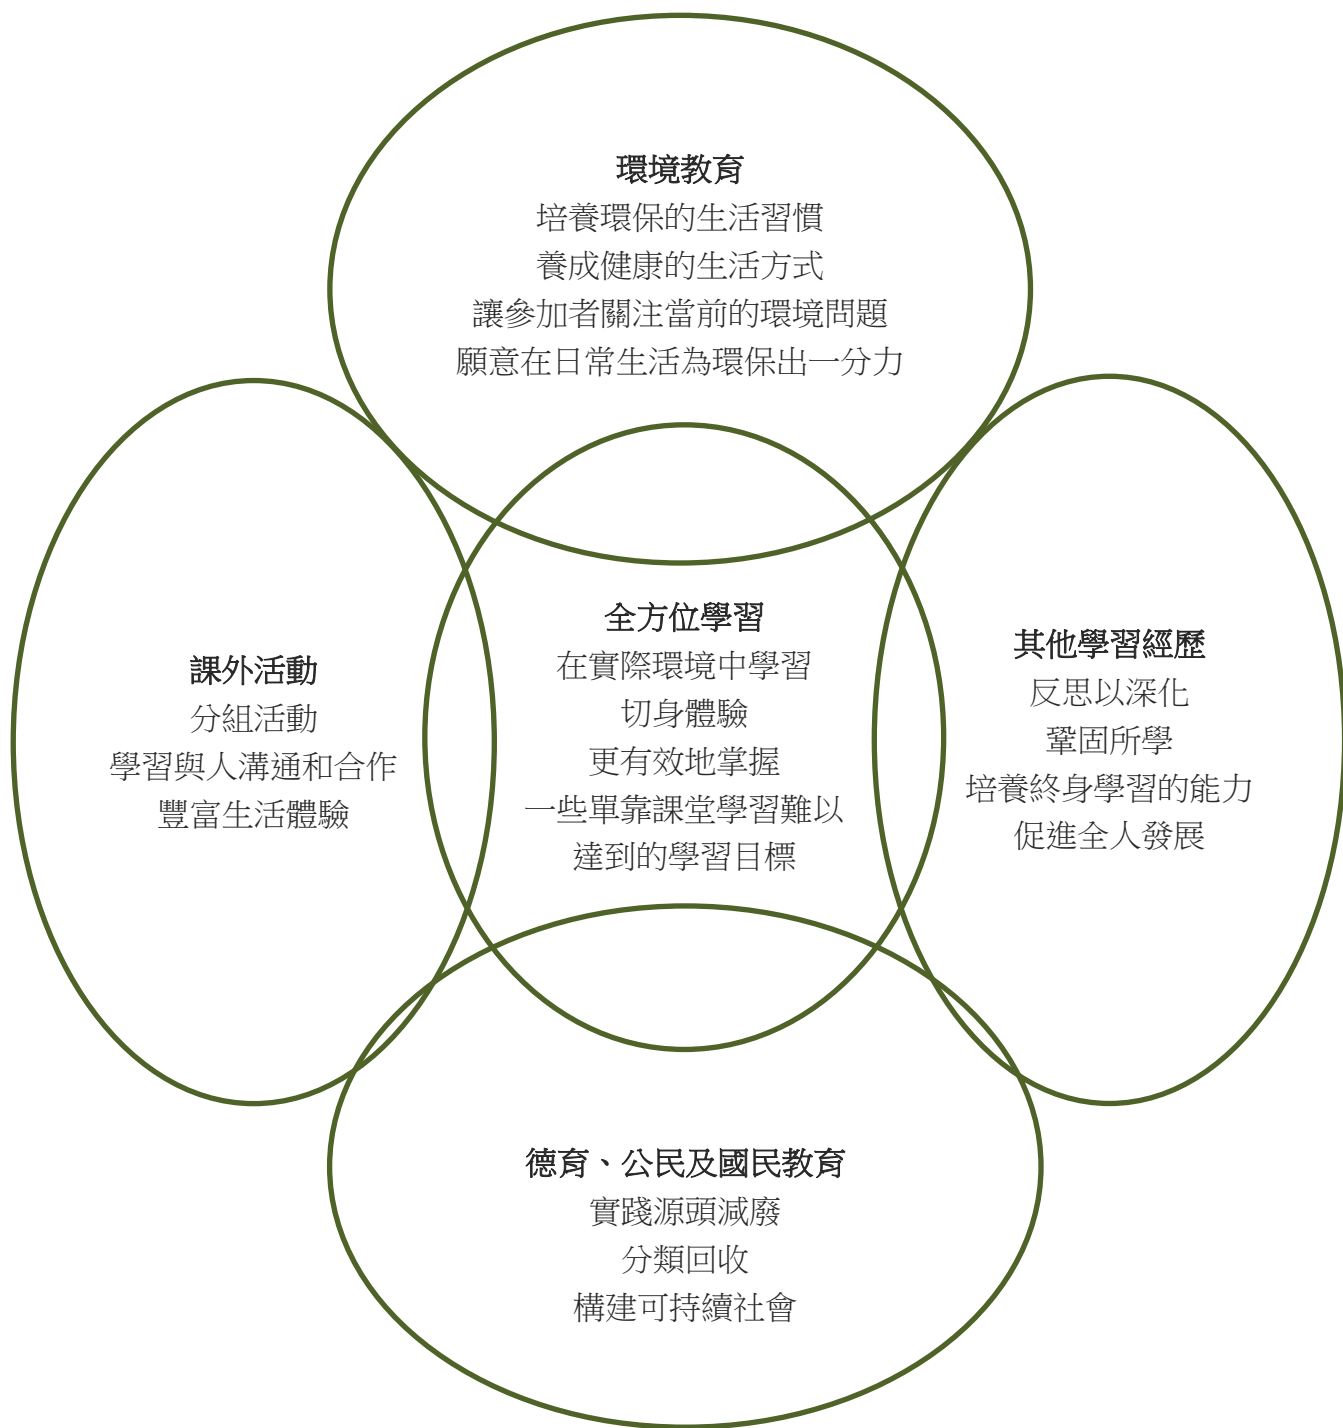 環境教育
培養環保的生活習慣
養成健康的生活方式
讓參加者關注當前的環境問題
願意在日常生活為環保出一分力
課外活動
分組活動
學習與人溝通和合作
豐富生活體驗
全方位學習
在實際環境中學習
切身體驗
更有效地掌握
一些單靠課堂學習難以
達到的學習目標
其他學習經歷
反思以深化
鞏固所學
培養終身學習的能力
促進全人發展
德育、公民及國民教育
實踐源頭減廢
分類回收
構建可持續社會